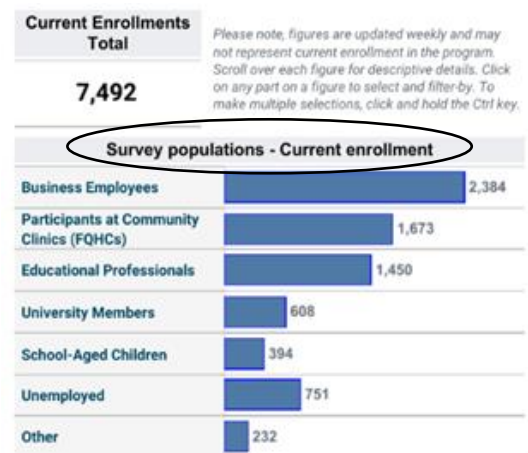 Current Enrollments
Total
7,492
Please note, figures are updated weekly and may
not represent current enrollment in the program.
Scroll over each figure for descriptive details. Click
on any part on a figure to select and filter-by. To
make multiple selections, click and hold the Ctrl key.
Survey populations - Current enrollment
Business Employees 2,384
Participants at Community
Clinics (FQHCs) 1,673
Educational Professionals 1,450
University Members 608
School-Aged Children 394
Unemployed 751
Other 232